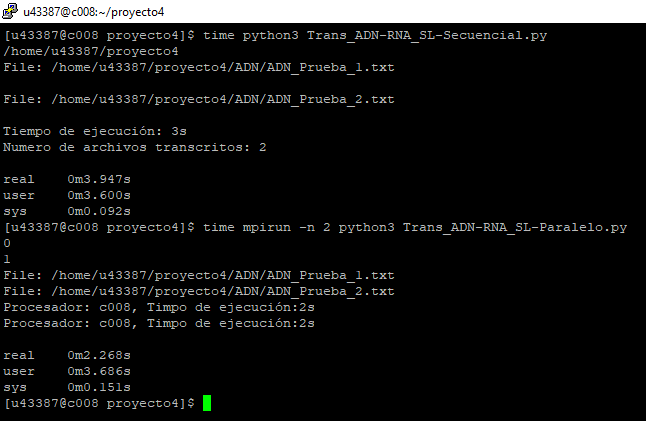 u43387@c008:~/proyecto4
[u43387@c008 proyecto4]$ time python3 Trans_ADN-RNA_SL-Secuencial.py
/home/u43387/proyecto4
File: /home/u43387/proyecto4/ADN/ADN_Prueba_1.txt
File: /home/u43387/proyecto4/ADN/ADN_Prueba_2.txt
Tiempo de ejecución: 3s
Numero de archivos transcritos: 2
real 0m3.947s
user 0m3.600s
sys 0m0.092s
[u43387@c008 proyecto4]$ time mpirun -n 2 python3 Trans_ADN-RNA_SL-Paralelo.py
0
1
File: /home/u43387/proyecto4/ADN/ADN_Prueba_1.txt
File: /home/u43387/proyecto4/ADN/ADN_Prueba_2.txt
Procesador: c008, Timpo de ejecución:2s
Procesador: c008, Timpo de ejecución:2s
real 0m2.268s
user 0m3.686s
sys 0m0.151s
[u43387@c008 proyecto4]$